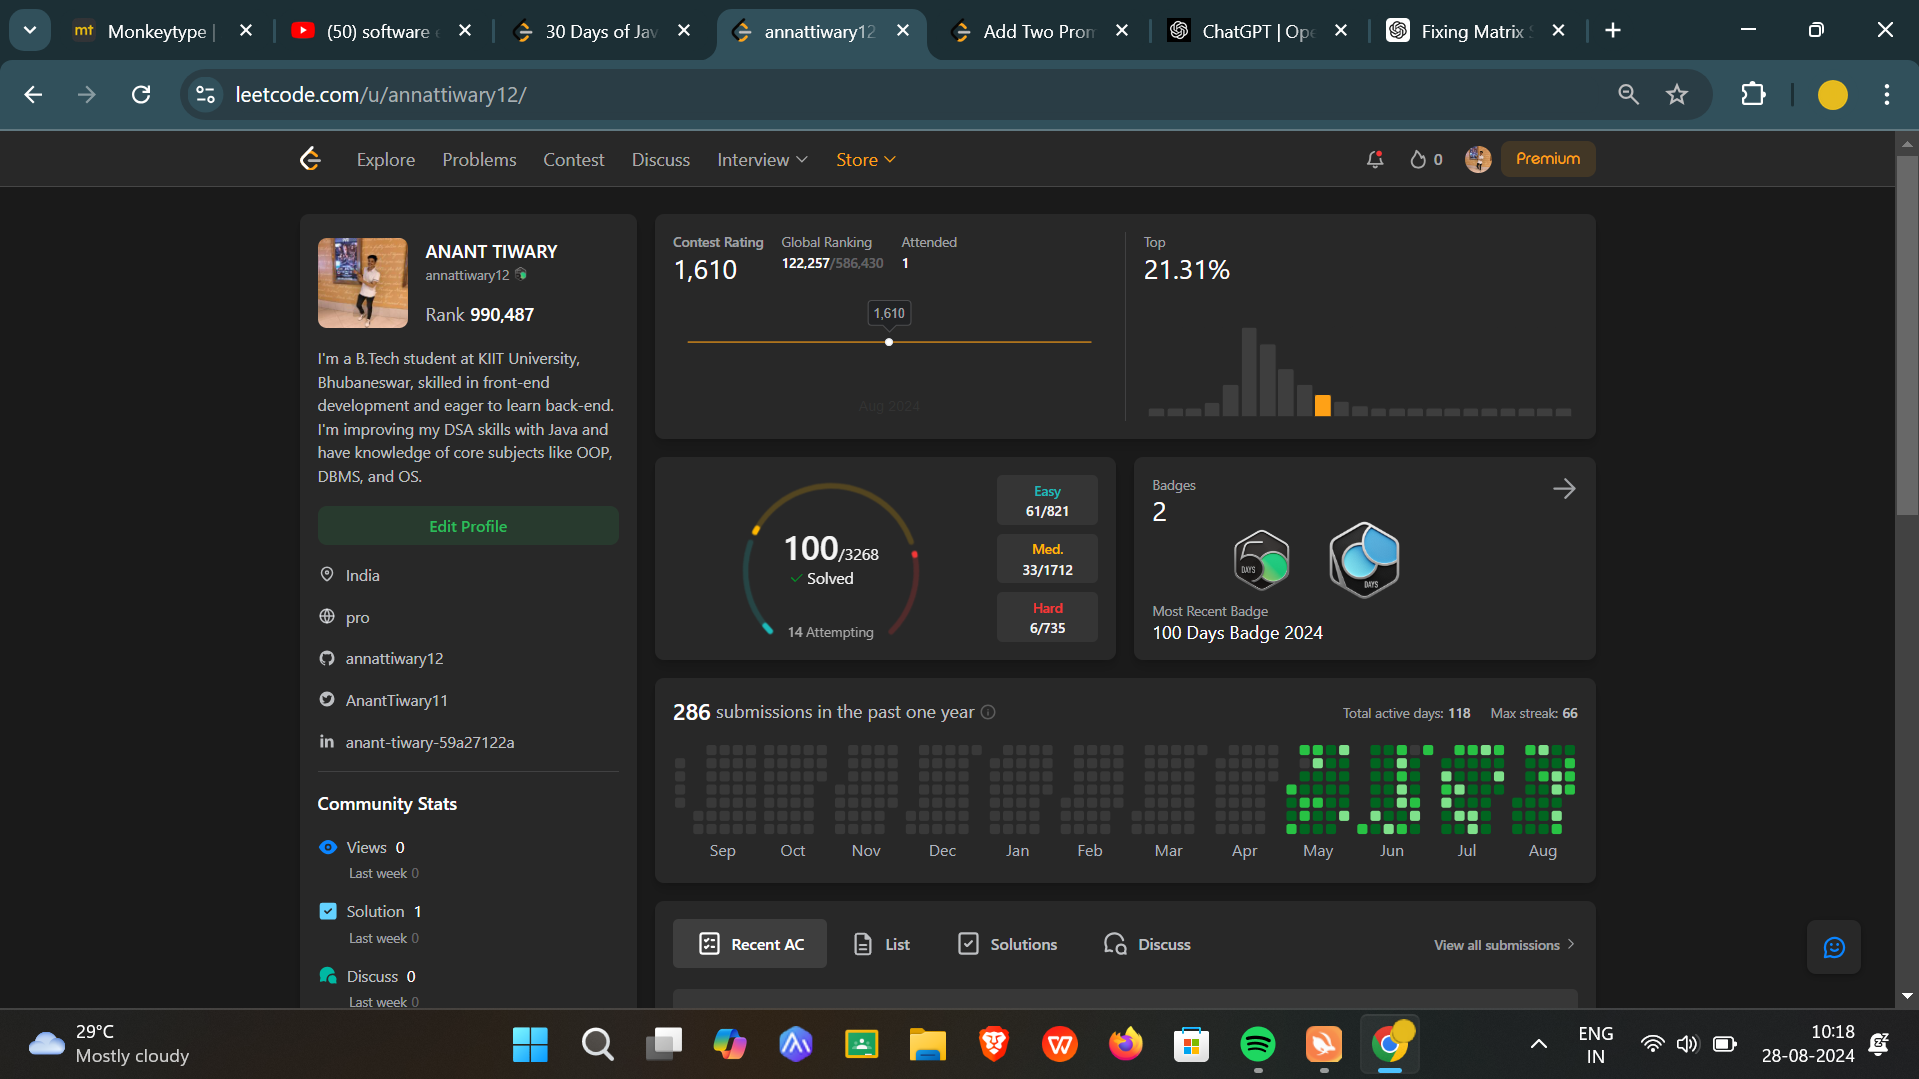 Monkeytype |
(50) software e
30 Days of Jav
annattiwary12
Add Two Prom
ChatGPT | Ope
Fixing Matrix S
leetcode.com/u/annattiwary12/
Explore
Problems
Contest
Discuss
Interview
Store
0
Premium
ANANT TIWARY
annattiwary12
Rank 990,487
I'm a B.Tech student at KIIT University,
Bhubaneswar, skilled in front-end
development and eager to learn back-end.
I'm improving my DSA skills with Java and
have knowledge of core subjects like OOP,
DBMS, and OS.
Edit Profile
India
pro
annattiwary12
AnantTiwary11
anant-tiwary-59a27122a
Community Stats
Views 0
Last week 0
Solution 1
Last week 0
Discuss 0
Last week 0
Contest Rating
1,610
Global Ranking
122,257/586,430
Attended
1
1,610
Aug 2024
Top
21.31%
100/3268
Solved
14 Attempting
Easy
61/821
Med.
33/1712
Hard
6/735
Badges
2
50
DAYS
DAYS
Most Recent Badge
100 Days Badge 2024
286 submissions in the past one year
Total active days: 118
Max streak: 66
Sep
Oct
Nov
Dec
Jan
Feb
Mar
Apr
May
Jun
Jul
Aug
Recent AC
List
Solutions
Discuss
View all submissions
29°C
Mostly cloudy
ENG
IN
10:18
28-08-2024